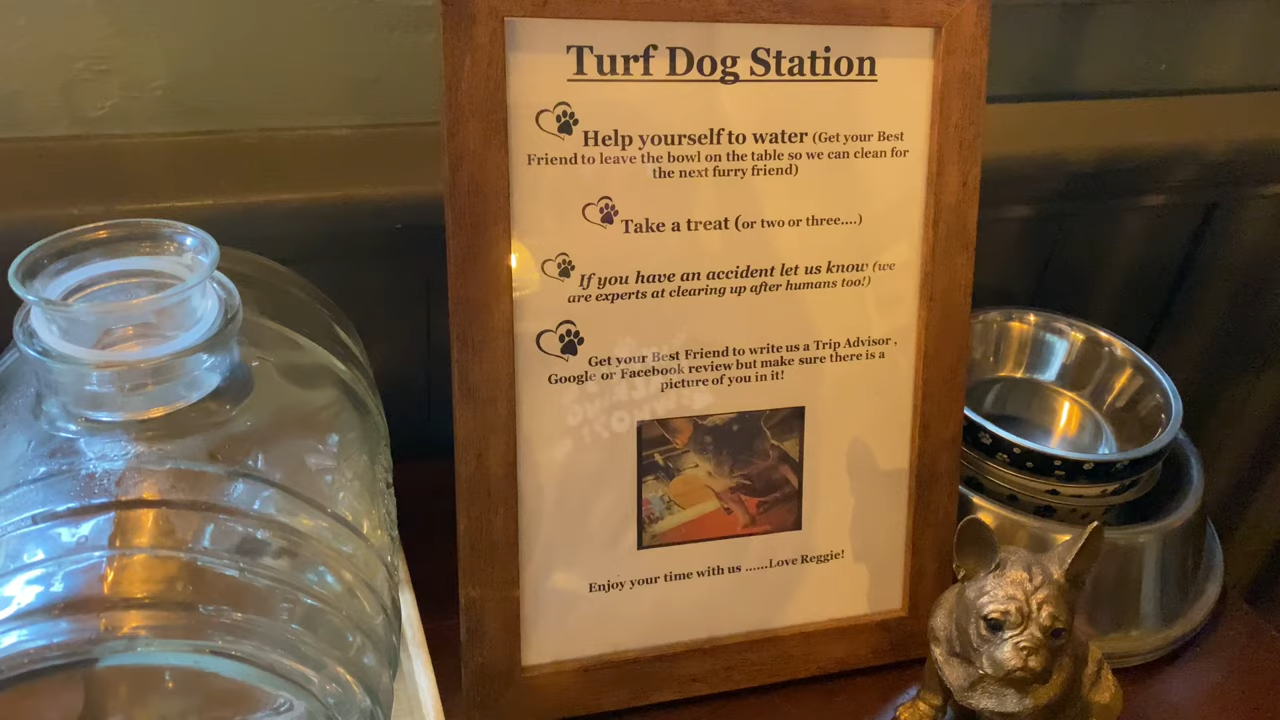 Turf Dog Station
Help yourself to water (Get your Best
Friend to leave the bowl on the table so we can clean for
the next furry friend)
Take a treat (or two or three....)
If you have an accident let us know (we
are experts at clearing up after humans too!)
Get your Best Friend to write us a Trip Advisor ,
Google or Facebook review but make sure there is a
picture of you in it!
Enjoy your time with us ......Love Reggie!